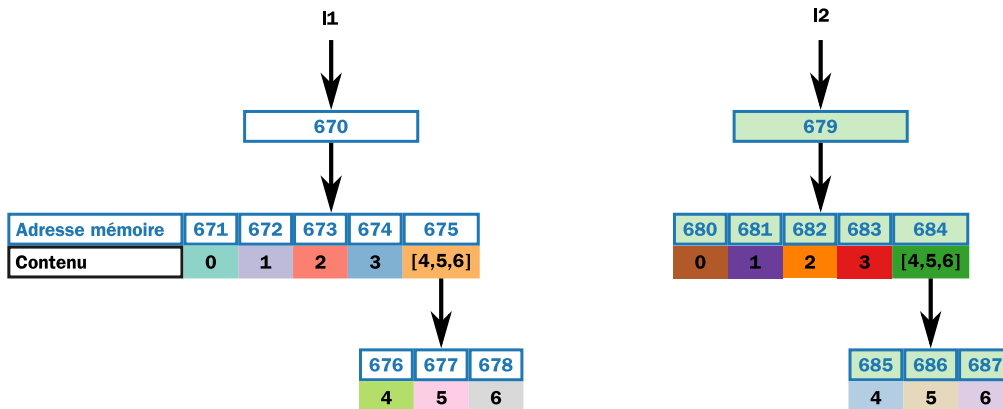 l1 l2
670 679
Adresse mémoire 671 672 673 674 675 680 681 682 683 684
Contenu 0 1 2 3 [4,5,6] 0 1 2 3 [4,5,6]
676 677 678 685 686 687
4 5 6 4 5 6